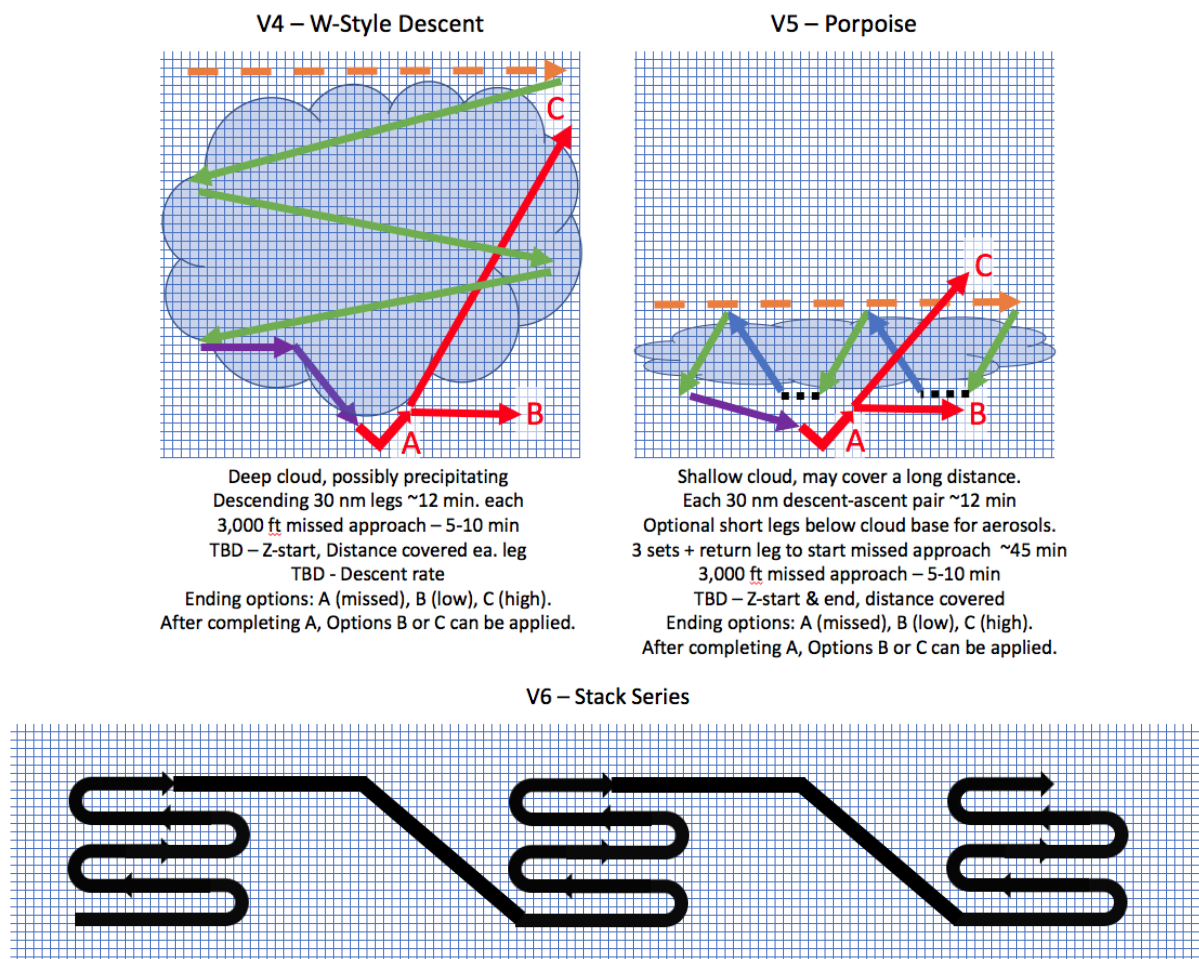 V4 – W-Style Descent
C
B
A
Deep cloud, possibly precipitating
Descending 30 nm legs ~12 min. each
3,000 ft missed approach – 5-10 min
TBD – Z-start, Distance covered ea. leg
TBD - Descent rate
Ending options: A (missed), B (low), C (high).
After completing A, Options B or C can be applied.
V5 – Porpoise
C
B
A
Shallow cloud, may cover a long distance.
Each 30 nm descent-ascent pair ~12 min
Optional short legs below cloud base for aerosols.
3 sets + return leg to start missed approach  ~45 min
3,000 ft missed approach – 5-10 min
TBD – Z-start & end, distance covered
Ending options: A (missed), B (low), C (high).
After completing A, Options B or C can be applied.
V6 – Stack Series